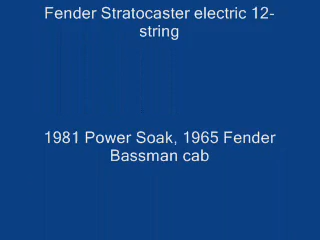 Fender Stratocaster electric 12-
string
1981 Power Soak, 1965 Fender
Bassman cab